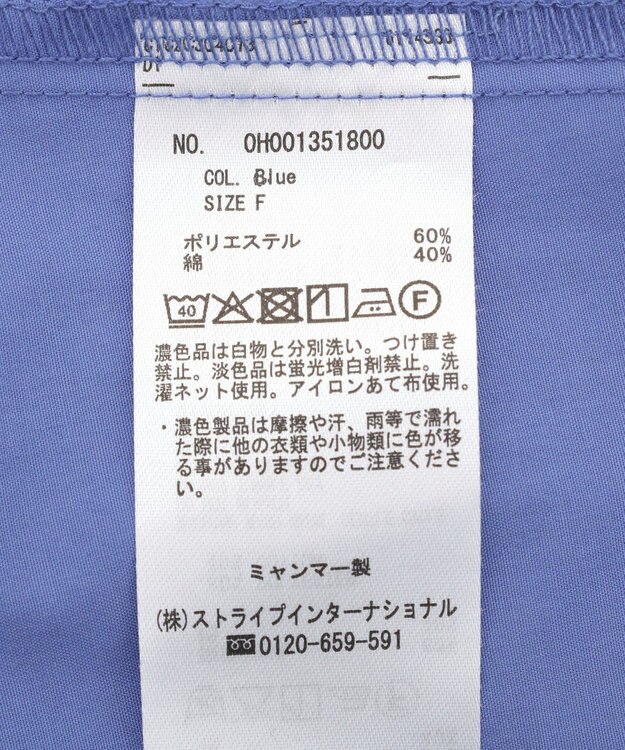 NO. OH001351800
COL. Blue
SIZE F
ポリエステル 60%
綿 40%
40 F
濃色品は白物と分別洗い。つけ置き
禁止。淡色品は蛍光増白剤禁止。洗
濯ネット使用。アイロンあて布使用。
・濃色製品は摩擦や汗、雨等で濡れ
た際に他の衣類や小物類に色が移
る事がありますのでご注意くださ
い。
ミャンマー製
(株)ストライプインターナショナル
0120-659-591